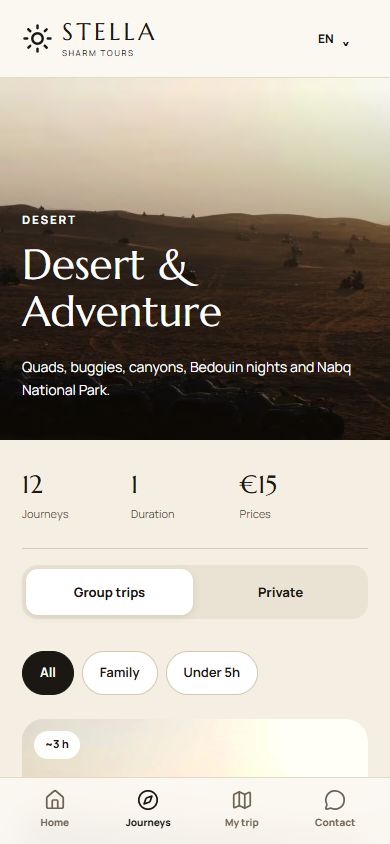 STELLA
SHARM TOURS
EN
DESERT
Desert &
Adventure
Quads, buggies, canyons, Bedouin nights and Nabq
National Park.
12
1
€15
Journeys
Duration
Prices
Group trips
Private
All
Family
Under 5h
~3 h
Home
Journeys
My trip
Contact